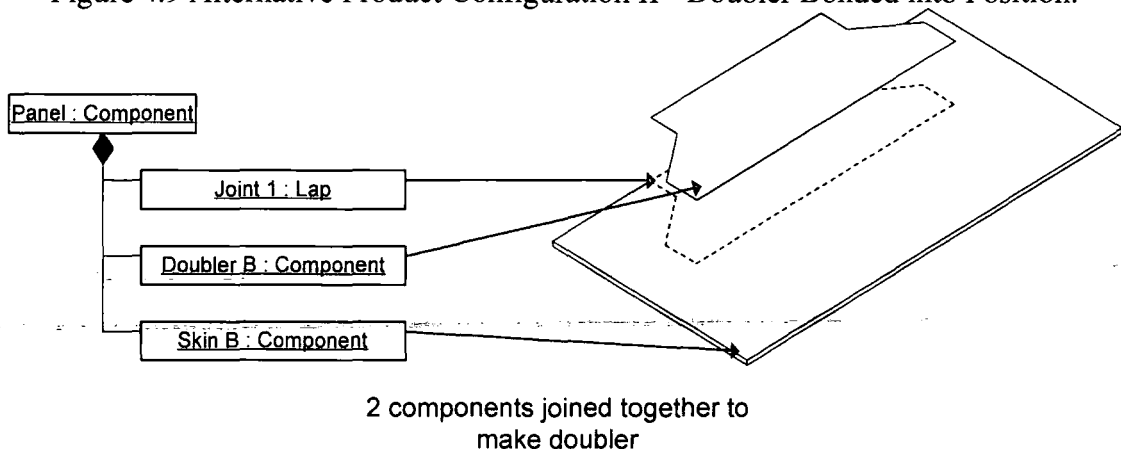 Figure 4.9 Alternative Product Configuration II - Doubler Bonded into Position.
Panel : Component
Joint 1 : Lap
Doubler B : Component
Skin B : Component
2 components joined together to
make doubler